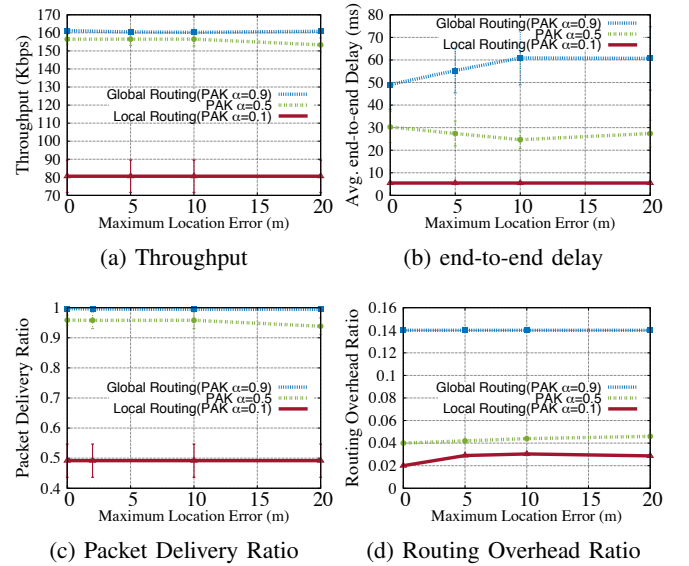 170
160
150
140
130
120
110
100
90
80
70
Throughput (Kbps)
Global Routing(PAK α=0.9)
PAK α=0.5
Local Routing(PAK α=0.1)
0 5 10 15 20
Maximum Location Error (m)
(a) Throughput
80
70
60
50
40
30
20
10
0
Avg. end-to-end Delay (ms)
Global Routing(PAK α=0.9)
PAK α=0.5
Local Routing(PAK α=0.1)
0 5 10 15 20
Maximum Location Error (m)
(b) end-to-end delay
1
0.9
0.8
0.7
0.6
0.5
0.4
Packet Delivery Ratio
Global Routing(PAK α=0.9)
PAK α=0.5
Local Routing(PAK α=0.1)
0 5 10 15 20
Maximum Location Error (m)
(c) Packet Delivery Ratio
0.16
0.14
0.12
0.1
0.08
0.06
0.04
0.02
0
Routing Overhead Ratio
Global Routing(PAK α=0.9)
PAK α=0.5
Local Routing(PAK α=0.1)
0 5 10 15 20
Maximum Location Error (m)
(d) Routing Overhead Ratio